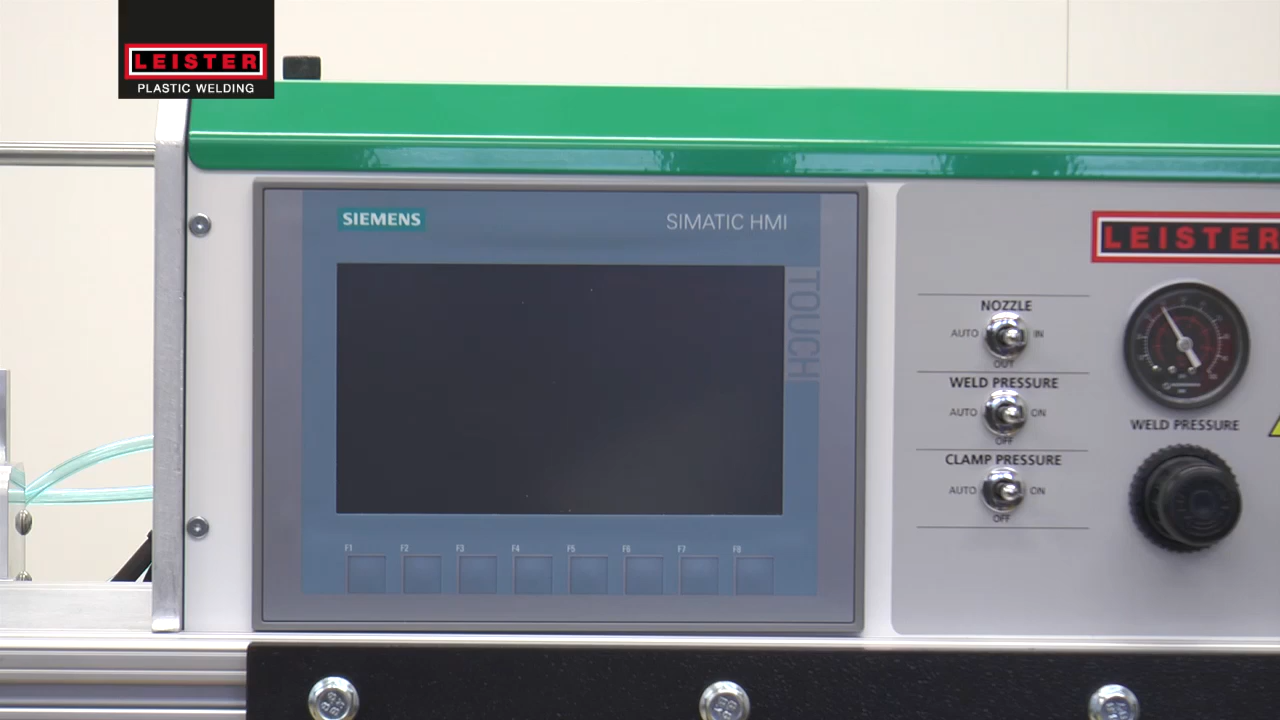 LEISTER
PLASTIC WELDING
SIEMENS
SIMATIC HMI
TOUCH
F1 F2 F3 F4 F5 F6 F7 F8
LEISTER
NOZZLE
AUTO IN
OUT
WELD PRESSURE
AUTO ON
OFF
CLAMP PRESSURE
AUTO ON
OFF
WELD PRESSURE